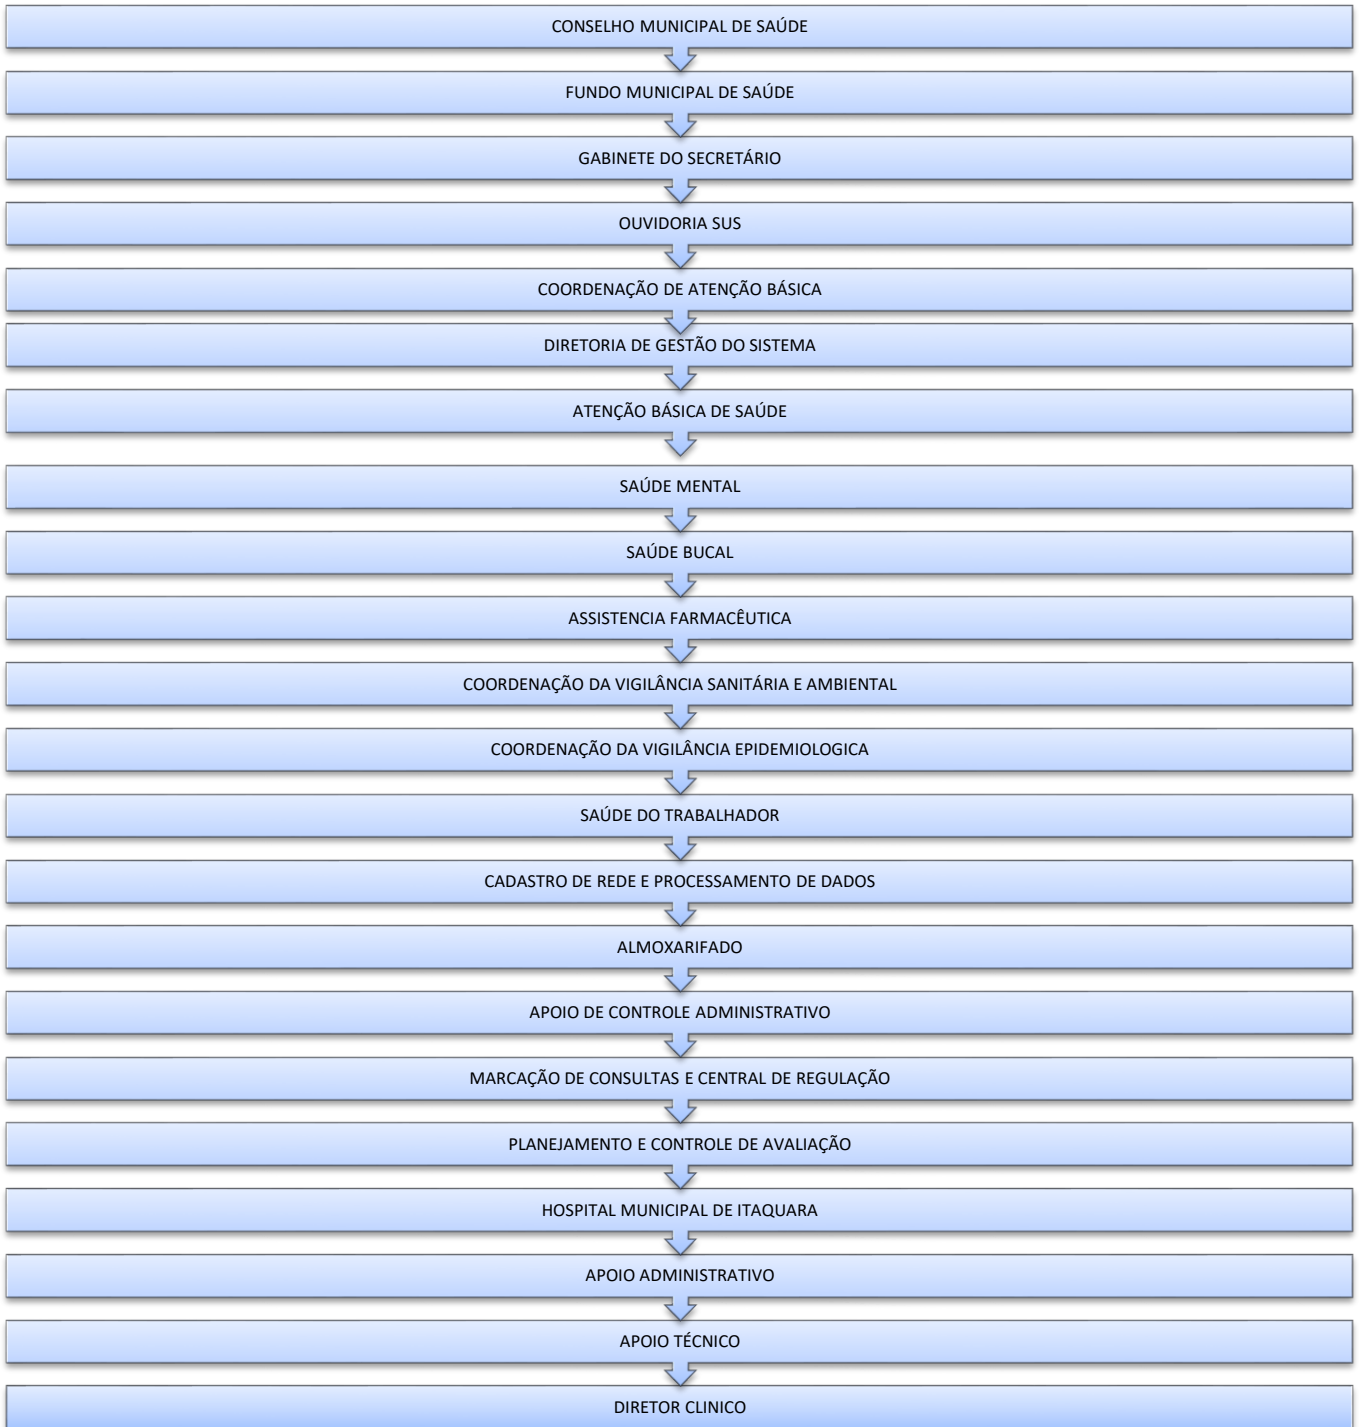 CONSELHO MUNICIPAL DE SAÚDE
FUNDO MUNICIPAL DE SAÚDE
GABINETE DO SECRETÁRIO
OUVIDORIA SUS
COORDENAÇÃO DE ATENÇÃO BÁSICA
DIRETORIA DE GESTÃO DO SISTEMA
ATENÇÃO BÁSICA DE SAÚDE
SAÚDE MENTAL
SAÚDE BUCAL
ASSISTENCIA FARMACÊUTICA
COORDENAÇÃO DA VIGILÂNCIA SANITÁRIA E AMBIENTAL
COORDENAÇÃO DA VIGILÂNCIA EPIDEMIOLOGICA
SAÚDE DO TRABALHADOR
CADASTRO DE REDE E PROCESSAMENTO DE DADOS
ALMOXARIFADO
APOIO DE CONTROLE ADMINISTRATIVO
MARCAÇÃO DE CONSULTAS E CENTRAL DE REGULAÇÃO
PLANEJAMENTO E CONTROLE DE AVALIAÇÃO
HOSPITAL MUNICIPAL DE ITAQUARA
APOIO ADMINISTRATIVO
APOIO TÉCNICO
DIRETOR CLINICO